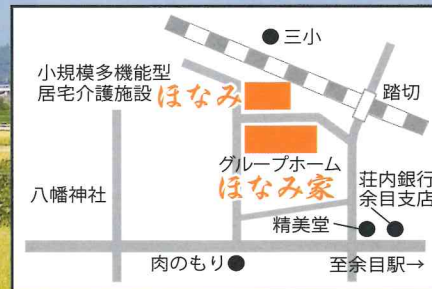 三小
小規模多機能型
居宅介護施設 ほなみ
踏切
グループホーム
ほなみ家
荘内銀行
余目支店
八幡神社
精美堂
肉のもり
至余目駅→